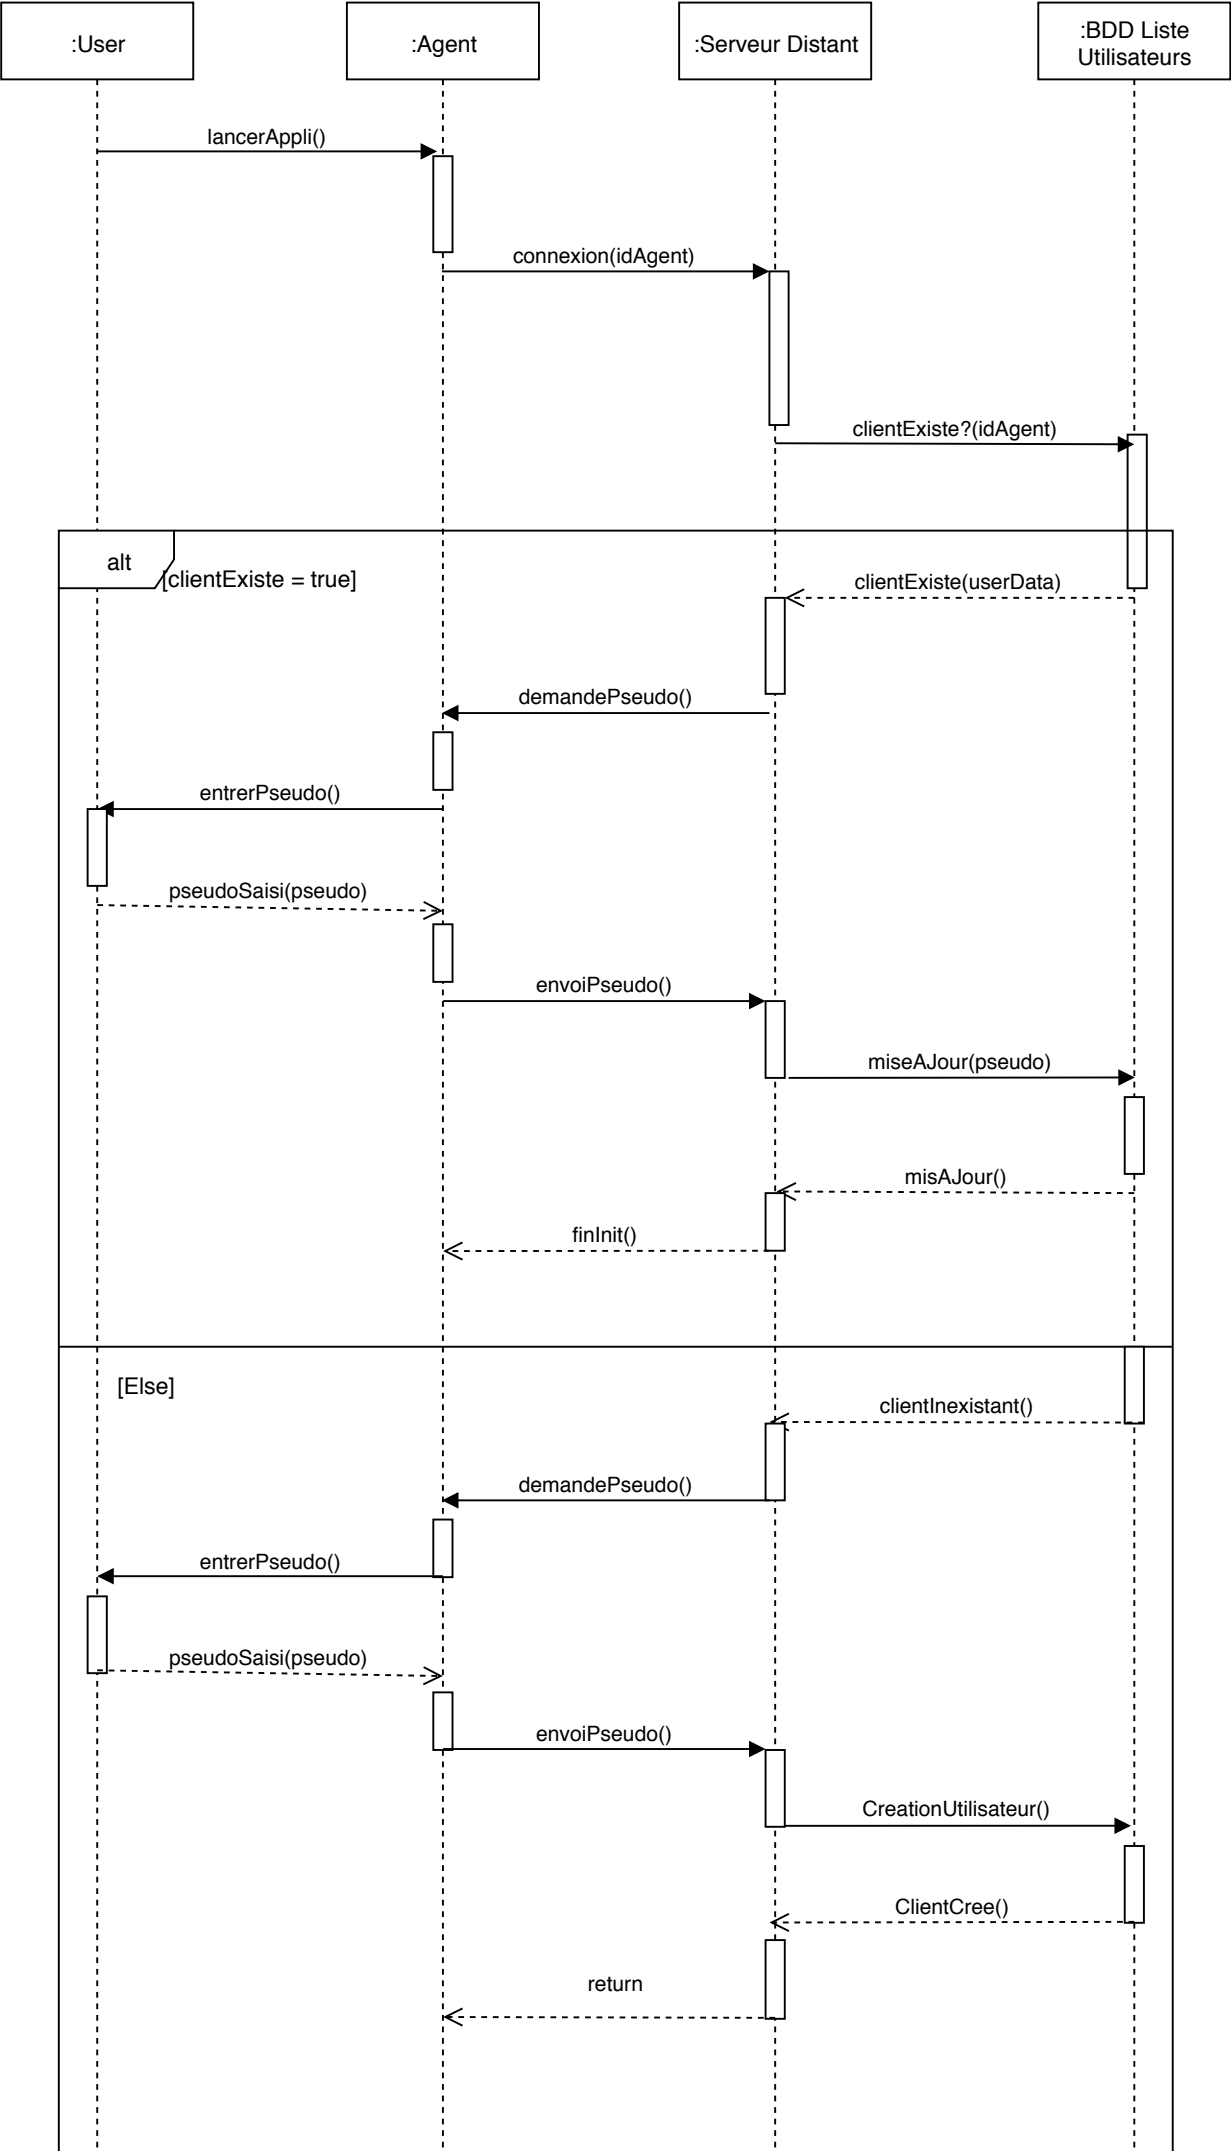 :User
:Agent
:Serveur Distant
:BDD Liste
Utilisateurs
lancerAppli()
connexion(idAgent)
clientExiste?(idAgent)
alt
[clientExiste = true]
clientExiste(userData)
demandePseudo()
entrerPseudo()
pseudoSaisi(pseudo)
envoiPseudo()
miseAJour(pseudo)
misAJour()
finInit()
[Else]
clientInexistant()
demandePseudo()
entrerPseudo()
pseudoSaisi(pseudo)
envoiPseudo()
CreationUtilisateur()
ClientCree()
return